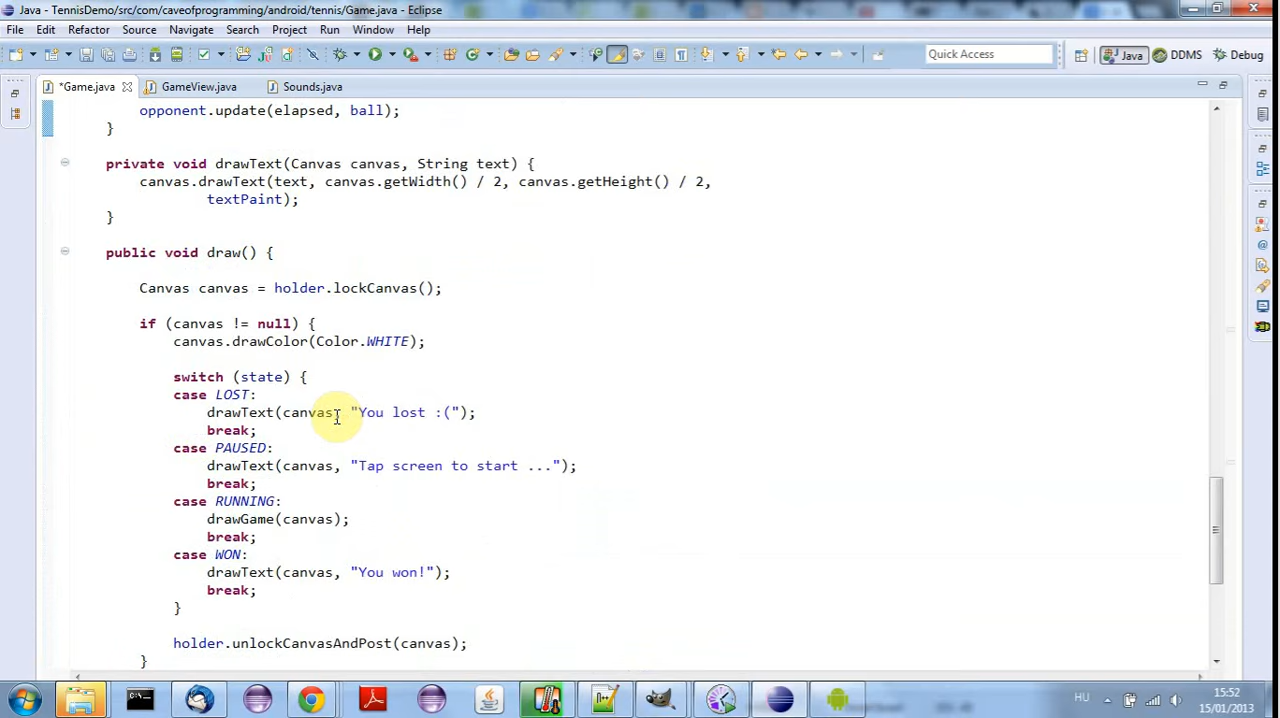 Java - TennisDemo/src/com/caveofprogramming/android/tennis/Game.java - Eclipse
File Edit Refactor Source Navigate Search Project Run Window Help
Quick Access Java DDMS Debug
*Game.java GameView.java Sounds.java
opponent.update(elapsed, ball);
}
private void drawText(Canvas canvas, String text) {
canvas.drawText(text, canvas.getWidth() / 2, canvas.getHeight() / 2,
textPaint);
}
public void draw() {
Canvas canvas = holder.lockCanvas();
if (canvas != null) {
canvas.drawColor(Color.WHITE);
switch (state) {
case LOST:
drawText(canvas, "You lost :(");
break;
case PAUSED:
drawText(canvas, "Tap screen to start ...");
break;
case RUNNING:
drawGame(canvas);
break;
case WON:
drawText(canvas, "You won!");
break;
}
holder.unlockCanvasAndPost(canvas);
}
HU 15:52
15/01/2013